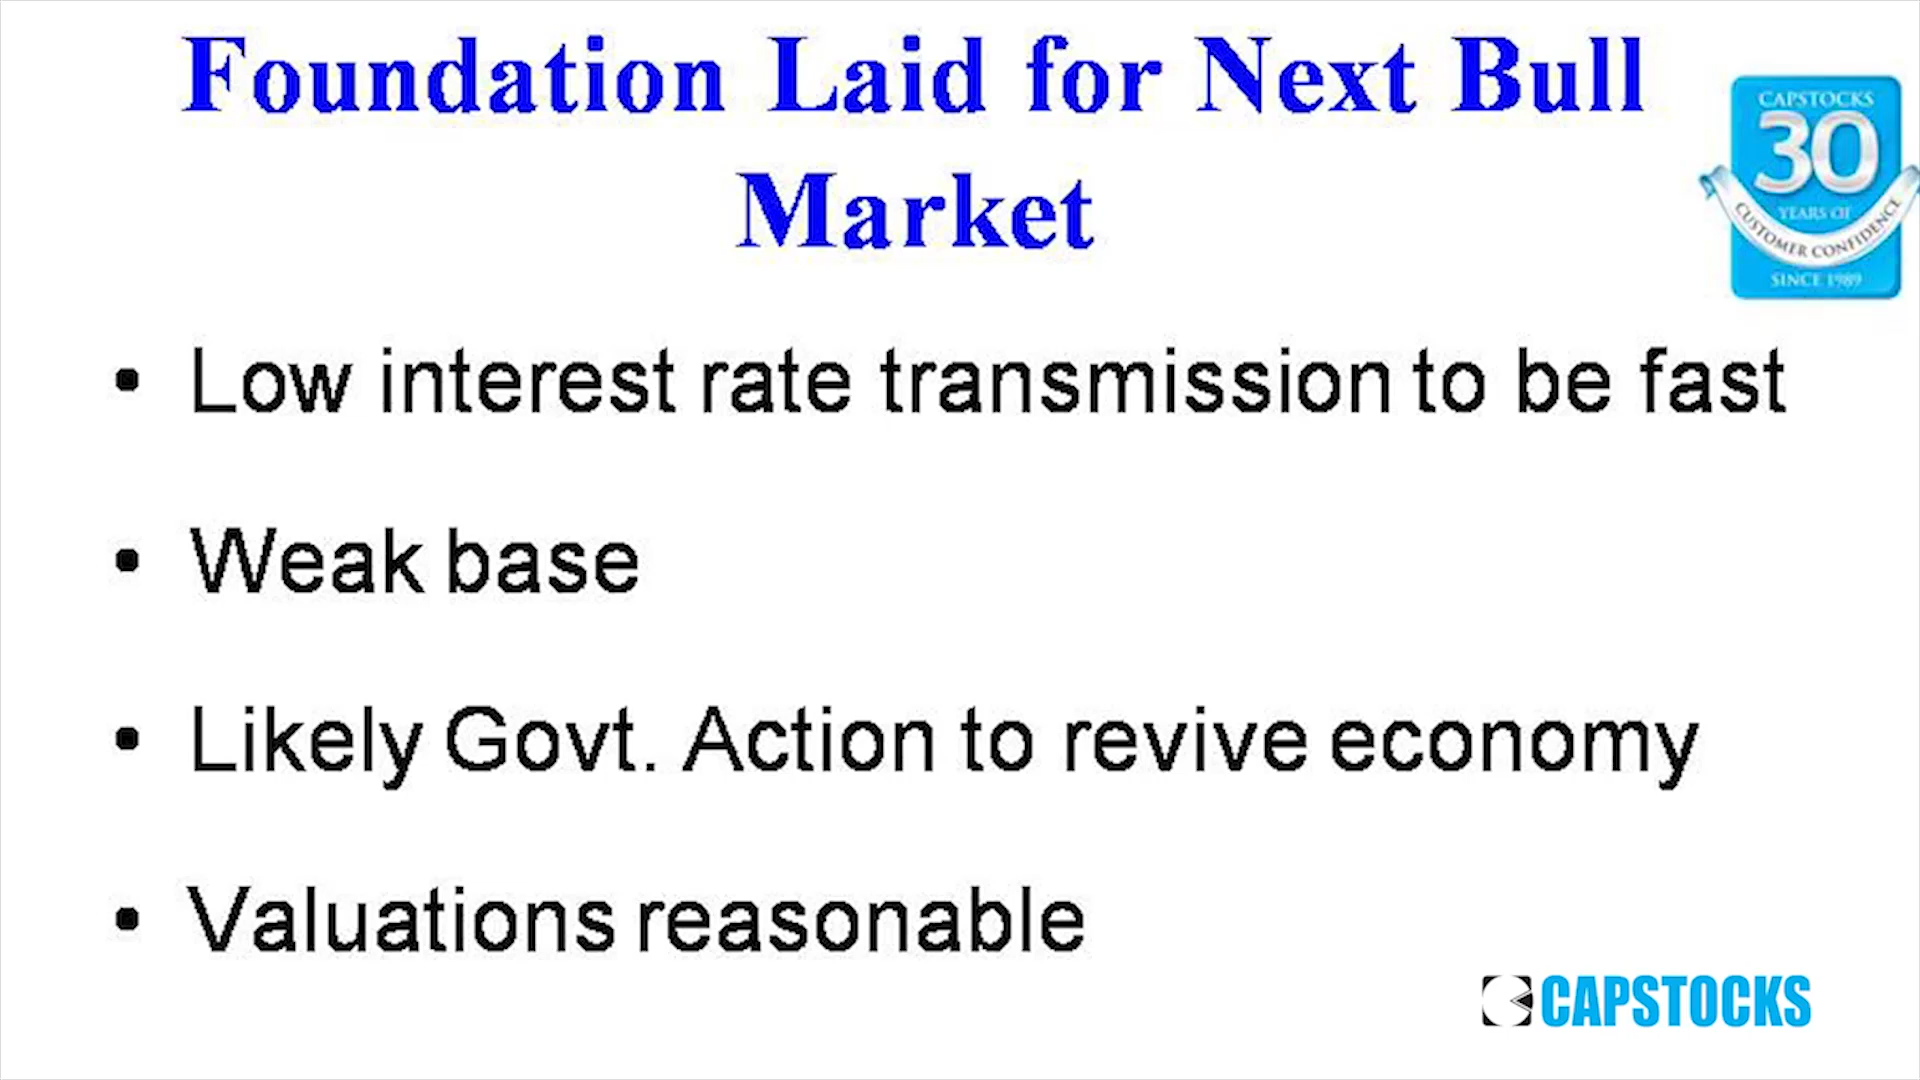 Foundation Laid for Next Bull
Market
CAPSTOCKS
30
YEARS OF
CUSTOMER CONFIDENCE
SINCE 1989
• Low interest rate transmission to be fast
• Weak base
• Likely Govt. Action to revive economy
• Valuations reasonable
CAPSTOCKS